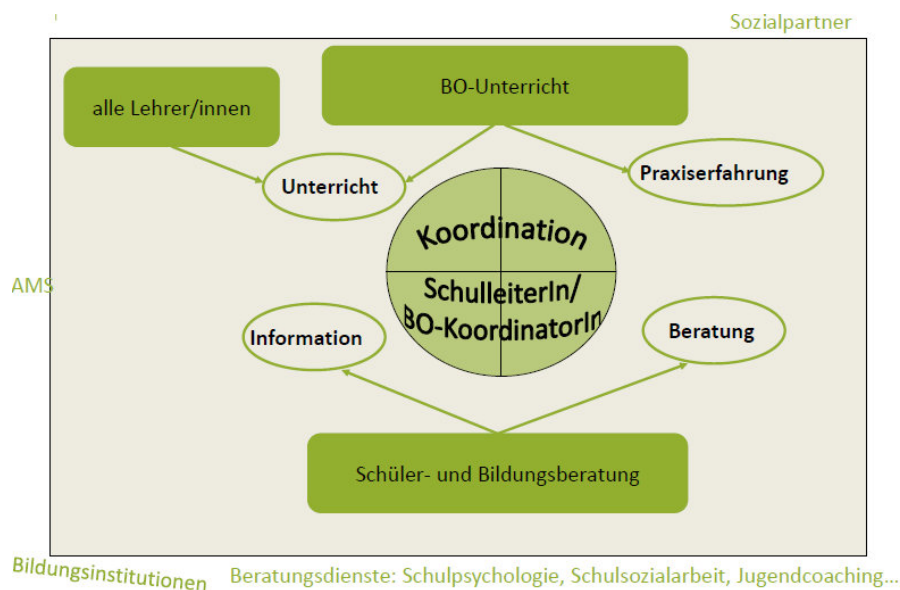 Sozialpartner
alle Lehrer/innen
BO-Unterricht
Unterricht
Praxiserfahrung
Koordination
SchulleiterIn/
BO-KoordinatorIn
AMS
Information
Beratung
Schüler- und Bildungsberatung
Bildungsinstitutionen
Beratungsdienste: Schulpsychologie, Schulsozialarbeit, Jugendcoaching...